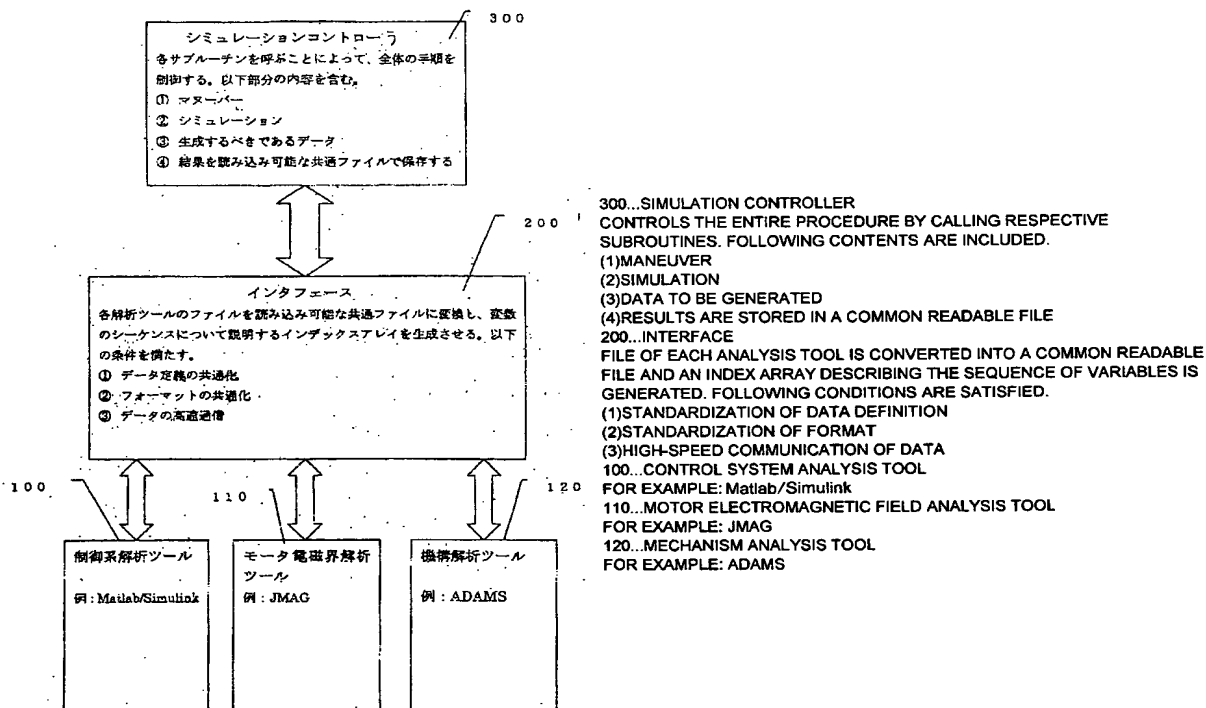 300
シミュレーションコントローラ
各サブルーチンを呼ぶことによって、全体の手順を
制御する。以下部分の内容を含む。
① マヌーバー
② シミュレーション
③ 生成するべきであるデータ
④ 結果を読み込み可能な共通ファイルで保存する
200
インタフェース
各解析ツールのファイルを読み込み可能な共通ファイルに変換し、変数
のシーケンスについて説明するインデックスアレイを生成させる。以下
の条件を満たす。
① データ定義の共通化
② フォーマットの共通化
③ データの高速通信
100
110
120
制御系解析ツール
例：Matlab/Simulink
モータ電磁界解析
ツール
例：JMAG
機構解析ツール
例：ADAMS
300...SIMULATION CONTROLLER
CONTROLS THE ENTIRE PROCEDURE BY CALLING RESPECTIVE
SUBROUTINES. FOLLOWING CONTENTS ARE INCLUDED.
(1)MANEUVER
(2)SIMULATION
(3)DATA TO BE GENERATED
(4)RESULTS ARE STORED IN A COMMON READABLE FILE
200...INTERFACE
FILE OF EACH ANALYSIS TOOL IS CONVERTED INTO A COMMON READABLE
FILE AND AN INDEX ARRAY DESCRIBING THE SEQUENCE OF VARIABLES IS
GENERATED. FOLLOWING CONDITIONS ARE SATISFIED.
(1)STANDARDIZATION OF DATA DEFINITION
(2)STANDARDIZATION OF FORMAT
(3)HIGH-SPEED COMMUNICATION OF DATA
100...CONTROL SYSTEM ANALYSIS TOOL
FOR EXAMPLE: Matlab/Simulink
110...MOTOR ELECTROMAGNETIC FIELD ANALYSIS TOOL
FOR EXAMPLE: JMAG
120...MECHANISM ANALYSIS TOOL
FOR EXAMPLE: ADAMS